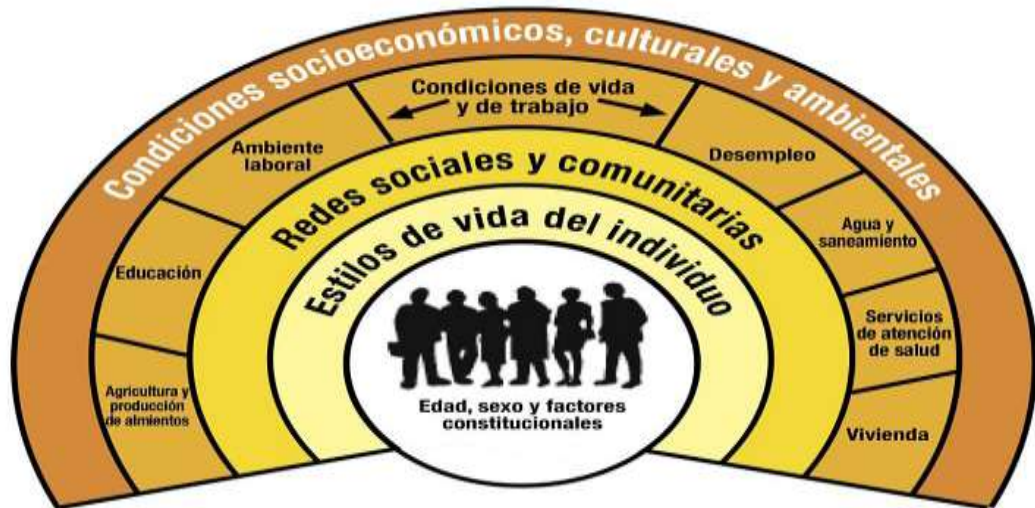 Condiciones socioeconómicos, culturales y ambientales
Condiciones de vida
y de trabajo
Ambiente
laboral
Desempleo
Redes sociales y comunitarias
Agua y
saneamiento
Educación
Estilos de vida del individuo
Servicios
de atención
de salud
Agricultura y
producción
de almientos
Edad, sexo y factores
constitucionales
Vivienda